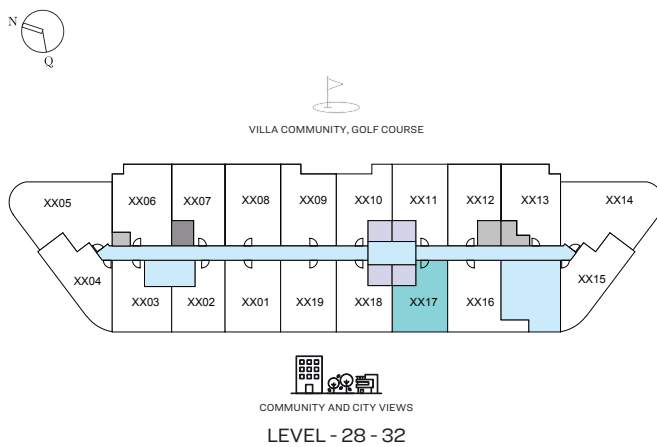 N
Q
VILLA COMMUNITY, GOLF COURSE
XX05
XX06
XX07
XX08
XX09
XX10
XX11
XX12
XX13
XX14
XX04
XX03
XX02
XX01
XX19
XX18
XX17
XX16
XX15
COMMUNITY AND CITY VIEWS
LEVEL - 28 - 32